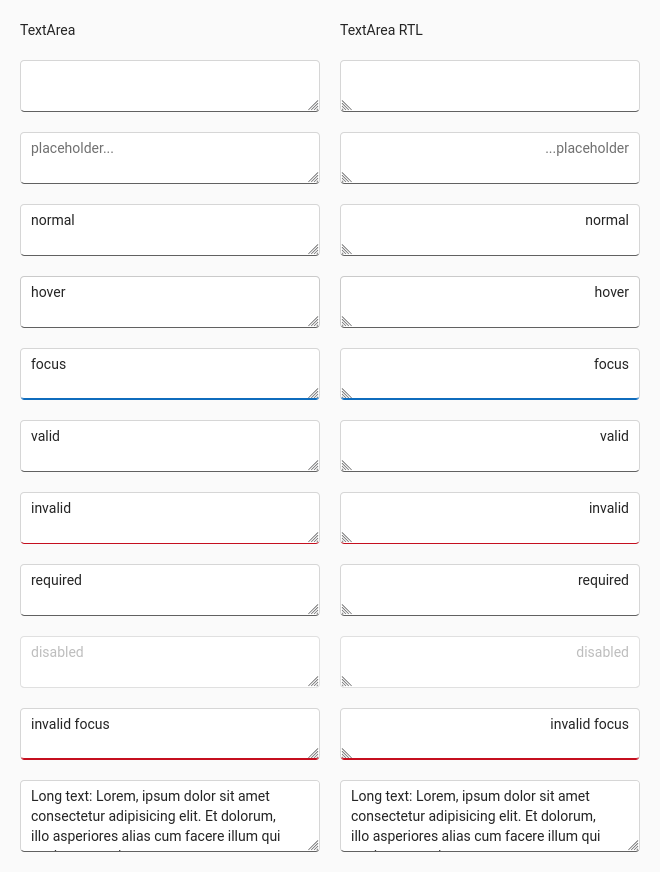 TextArea
TextArea RTL
placeholder...
...placeholder
normal
normal
hover
hover
focus
focus
valid
valid
invalid
invalid
required
required
disabled
disabled
invalid focus
invalid focus
Long text: Lorem, ipsum dolor sit amet
consectetur adipisicing elit. Et dolorum,
illo asperiores alias cum facere illum qui
Long text: Lorem, ipsum dolor sit amet
consectetur adipisicing elit. Et dolorum,
illo asperiores alias cum facere illum qui